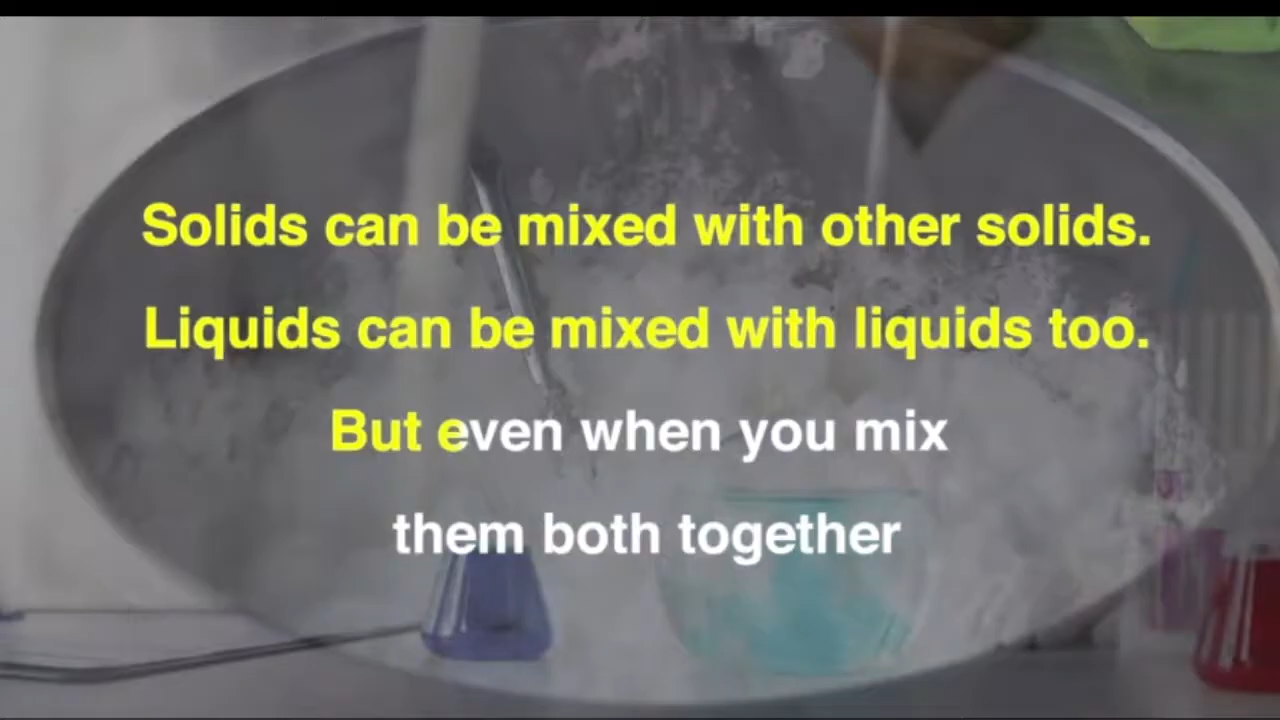 Solids can be mixed with other solids.
Liquids can be mixed with liquids too.
But even when you mix
them both together